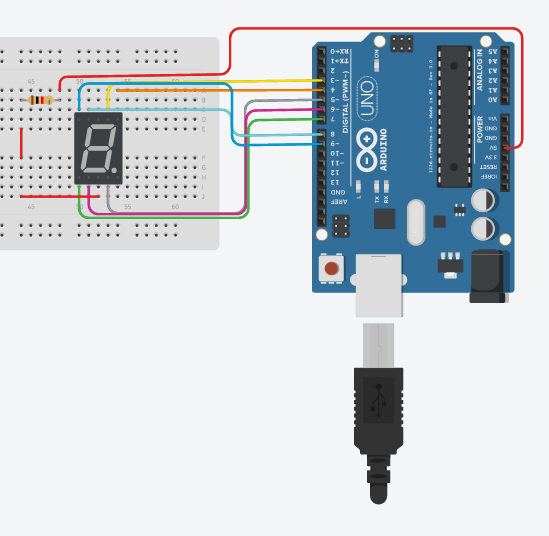 45
50
55
60
45
55
60
RX←0
TX→1
2
~3
4
~5
~6
7
8
~9
~10
~11
12
13
GND
AREF
DIGITAL (PWM~)
UNO
ARDUINO
ON
L
TX
RX
ANALOG IN
A5
A4
A3
A2
A1
A0
POWER
Vin
GND
GND
5V
3.3V
RESET
IOREF